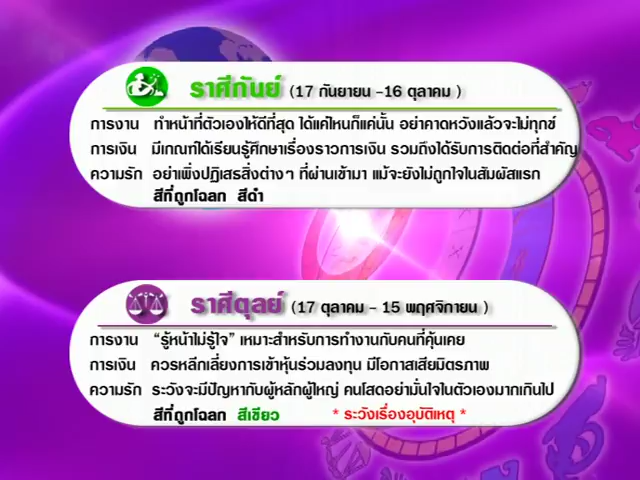 ราศีกันย์ (17 กันยายน -16 ตุลาคม )
การงาน ทำหน้าที่ตัวเองให้ดีที่สุด ได้แค่ไหนก็แค่นั้น อย่าคาดหวังแล้วจะไม่ทุกข์
การเงิน มีเกณฑ์ได้เรียนรู้ศึกษาเรื่องราวการเงิน รวมถึงได้รับการติดต่อที่สำคัญ
ความรัก อย่าเพิ่งปฏิเสธสิ่งต่างๆ ที่ผ่านเข้ามา แม้จะยังไม่ถูกใจในสัมผัสแรก
สีที่ถูกโฉลก สีดำ
ราศีตุลย์ (17 ตุลาคม - 15 พฤศจิกายน )
การงาน “รู้หน้าไม่รู้ใจ” เหมาะสำหรับการทำงานกับคนที่คุ้นเคย
การเงิน ควรหลีกเลี่ยงการเข้าหุ้นร่วมลงทุน มีโอกาสเสียมิตรภาพ
ความรัก ระวังจะมีปัญหากับผู้หลักผู้ใหญ่ คนโสดอย่ามั่นใจในตัวเองมากเกินไป
สีที่ถูกโฉลก สีเขียว * ระวังเรื่องอุบัติเหตุ *